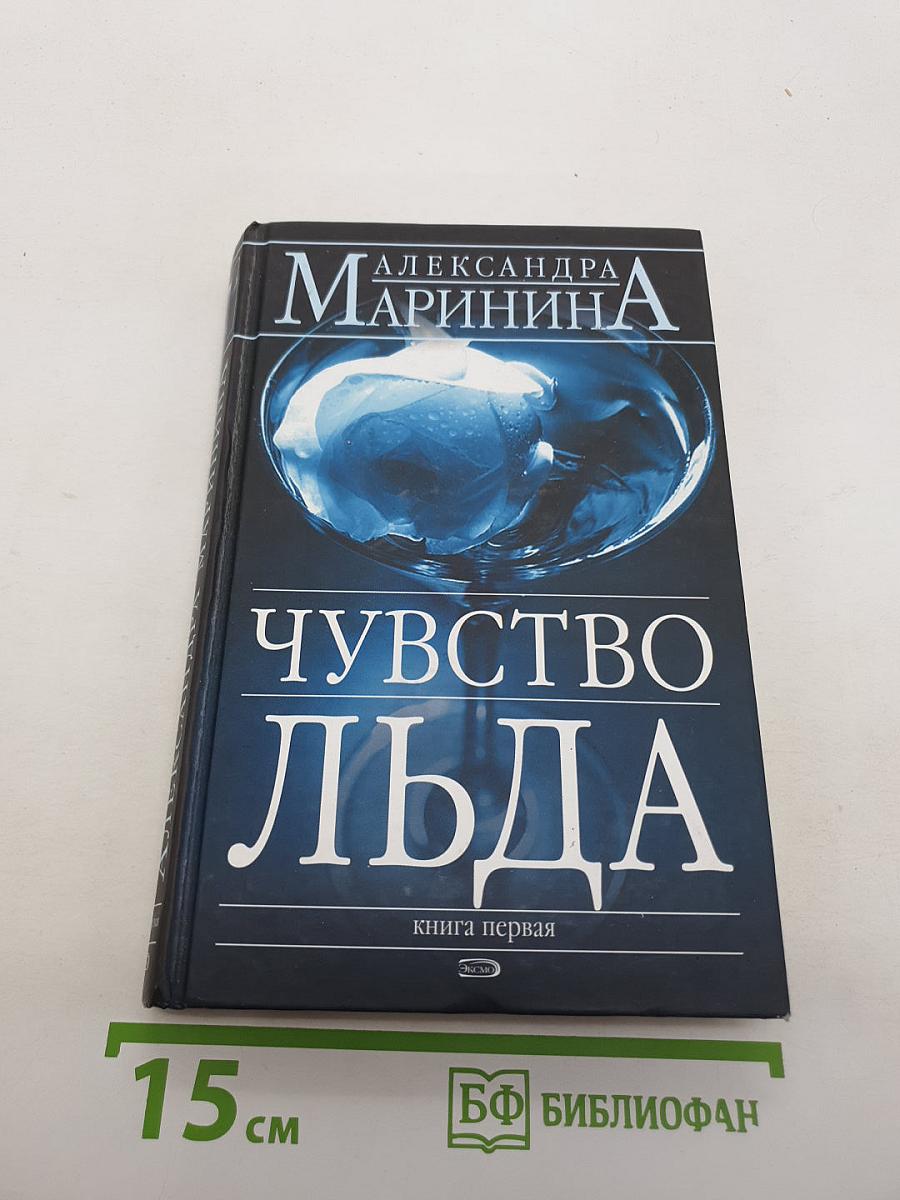 АЛЕКСАНДРА
МАРИНИНА
ЧУВСТВО
ЛЬДА
книга первая
ЭКСМО
15 см
БФ БИБЛИОФАН